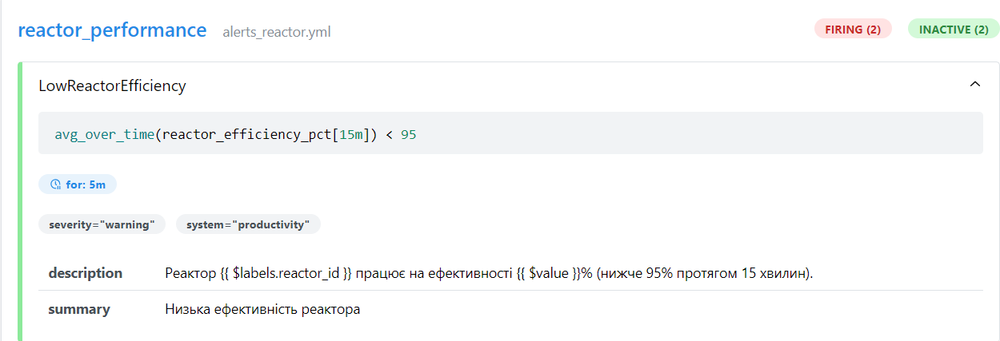 reactor_performance alerts_reactor.yml FIRING (2) INACTIVE (2)
LowReactorEfficiency
avg_over_time(reactor_efficiency_pct[15m]) < 95
for: 5m
severity="warning" system="productivity"
description Реактор {{ $labels.reactor_id }} працює на ефективності {{ $value }}% (нижче 95% протягом 15 хвилин).
summary Низька ефективність реактора